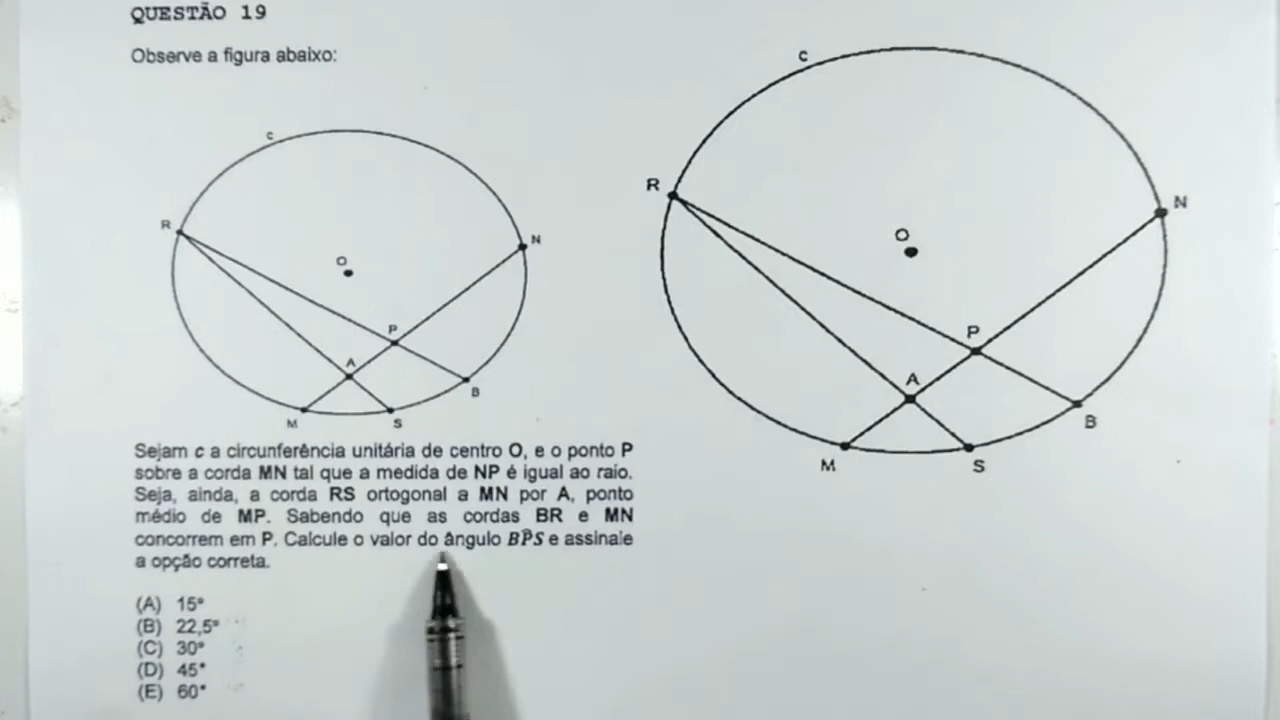 QUESTÃO 19
Observe a figura abaixo:
c
R
N
O
P
A
B
M
S
c
R
N
O
P
A
B
M
S
Sejam c a circunferência unitária de centro O, e o ponto P
sobre a corda MN tal que a medida de NP é igual ao raio.
Seja, ainda, a corda RS ortogonal a MN por A, ponto
médio de MP. Sabendo que as cordas BR e MN
concorrem em P. Calcule o valor do ângulo BP̂S e assinale
a opção correta.
(A) 15°
(B) 22,5°
(C) 30°
(D) 45°
(E) 60°